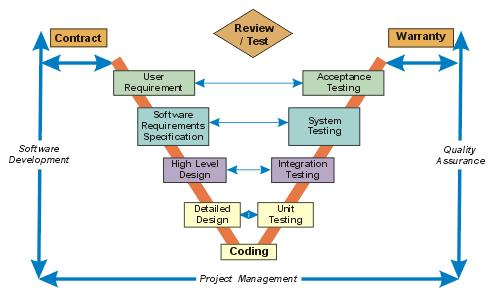 Contract
Review
/ Test
Warranty
User
Requirement
Acceptance
Testing
Software
Requirements
Specification
System
Testing
Software
Development
Quality
Assurance
High Level
Design
Integration
Testing
Detailed
Design
Unit
Testing
Coding
Project Management